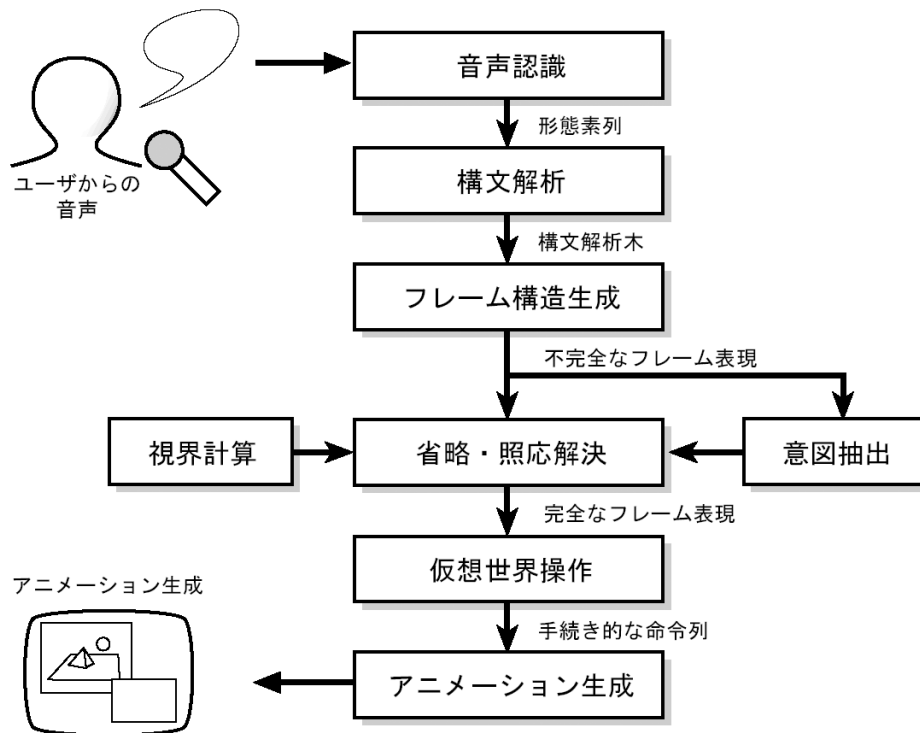 音声認識
形態素列
ユーザからの
音声
構文解析
構文解析木
フレーム構造生成
不完全なフレーム表現
視界計算
省略・照応解決
意図抽出
完全なフレーム表現
仮想世界操作
アニメーション生成
手続き的な命令列
アニメーション生成